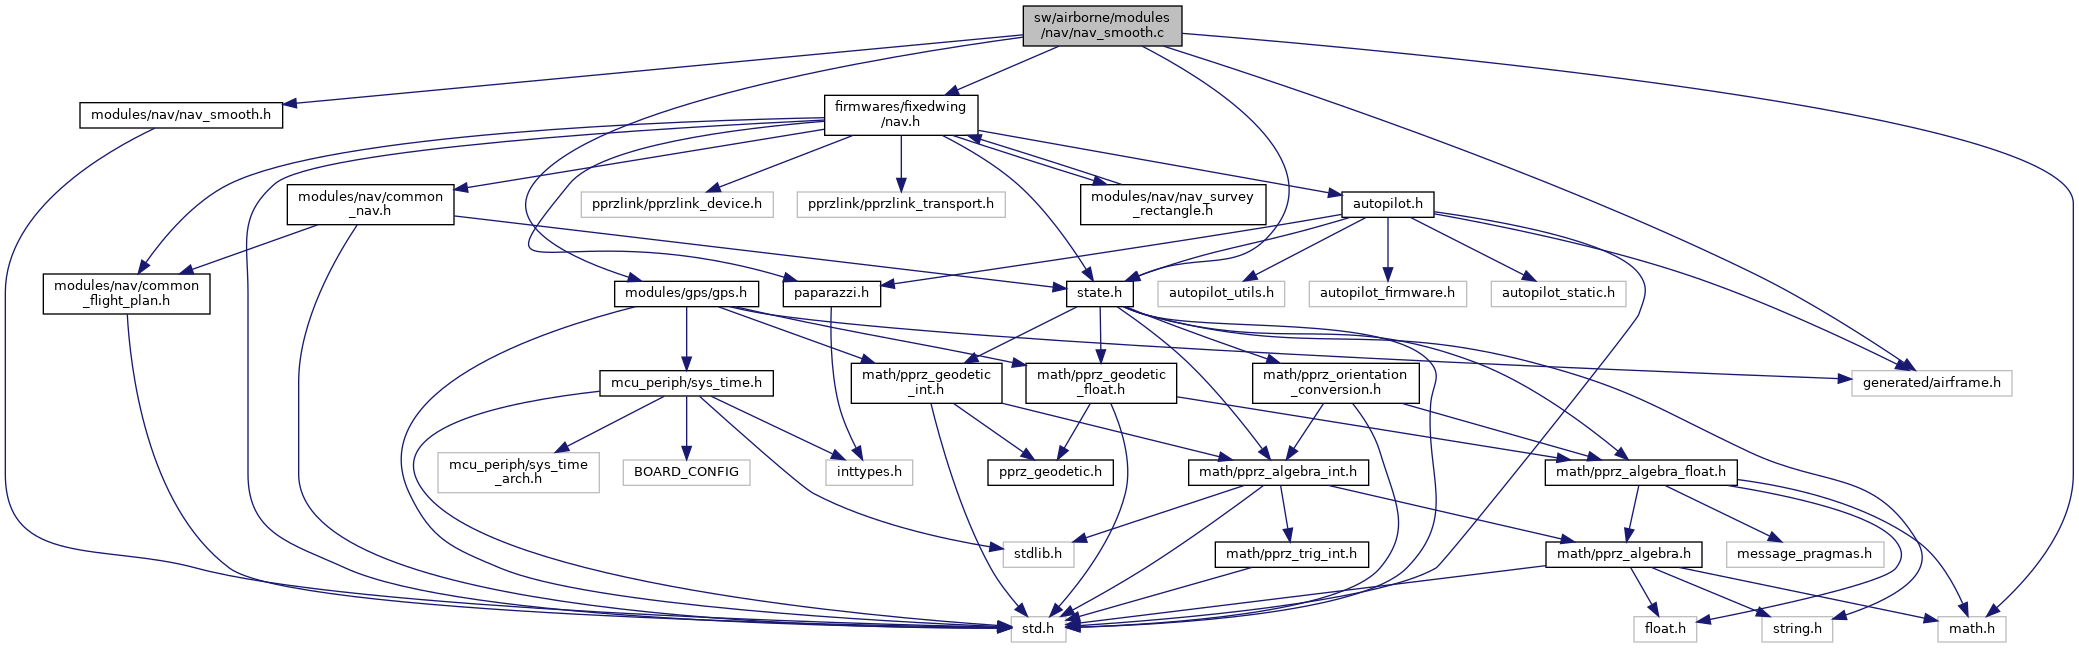 sw/airborne/modules
/nav/nav_smooth.c
modules/nav/nav_smooth.h
firmwares/fixedwing
/nav.h
modules/nav/common
_nav.h
pprzlink/pprzlink_device.h
pprzlink/pprzlink_transport.h
modules/nav/nav_survey
_rectangle.h
autopilot.h
modules/nav/common
_flight_plan.h
modules/gps/gps.h
paparazzi.h
state.h
autopilot_utils.h
autopilot_firmware.h
autopilot_static.h
mcu_periph/sys_time.h
math/pprz_geodetic
_int.h
math/pprz_geodetic
_float.h
math/pprz_orientation
_conversion.h
generated/airframe.h
mcu_periph/sys_time
_arch.h
BOARD_CONFIG
inttypes.h
pprz_geodetic.h
math/pprz_algebra_int.h
math/pprz_algebra_float.h
stdlib.h
math/pprz_trig_int.h
math/pprz_algebra.h
message_pragmas.h
std.h
float.h
string.h
math.h